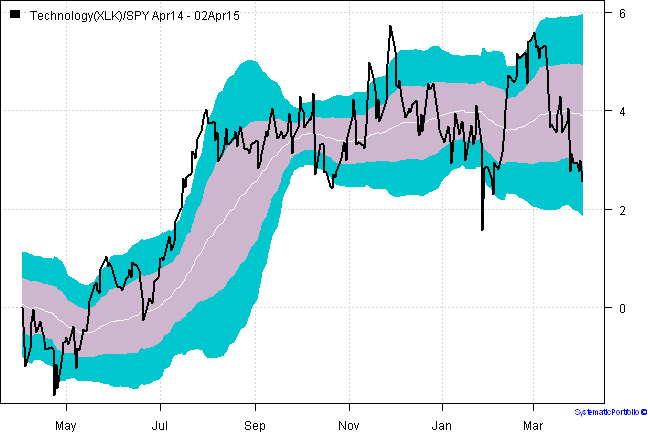 Technology(XLK)/SPY Apr14 - 02Apr15
6
4
2
0
May Jul Sep Nov Jan Mar
SystematicPortfolio ©